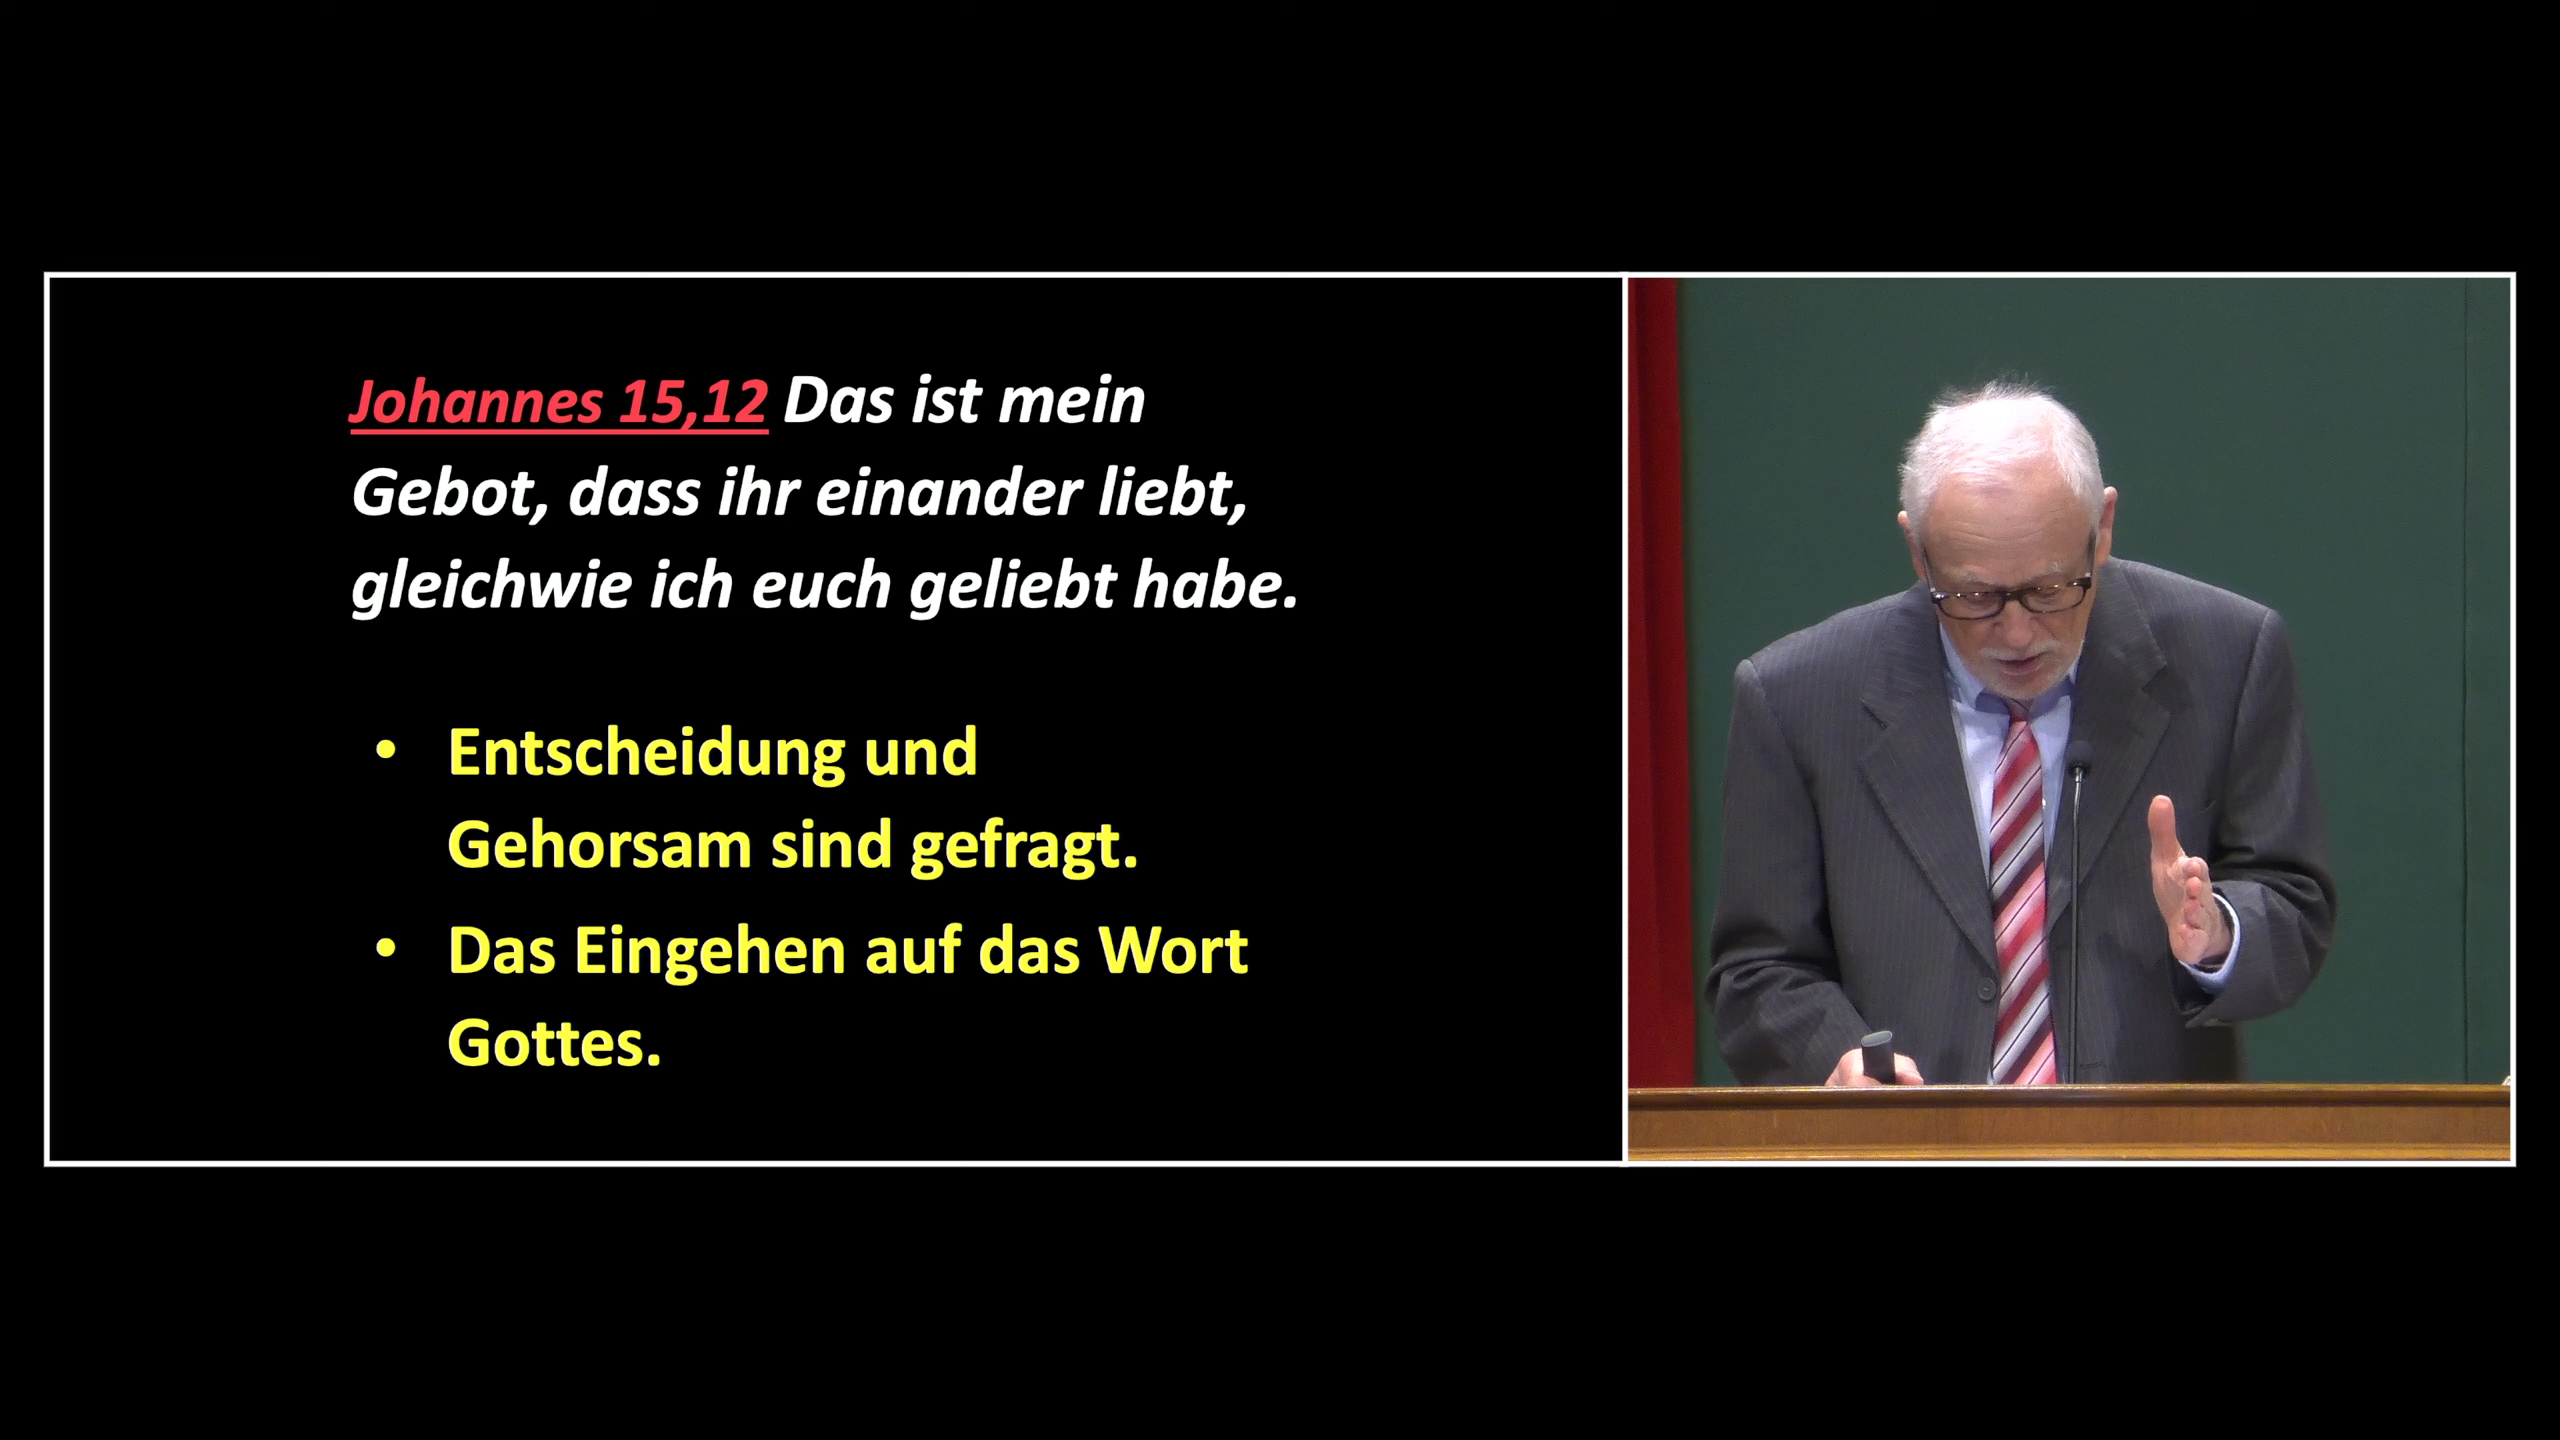 Johannes 15,12 Das ist mein
Gebot, dass ihr einander liebt,
gleichwie ich euch geliebt habe.
• Entscheidung und
Gehorsam sind gefragt.
• Das Eingehen auf das Wort
Gottes.